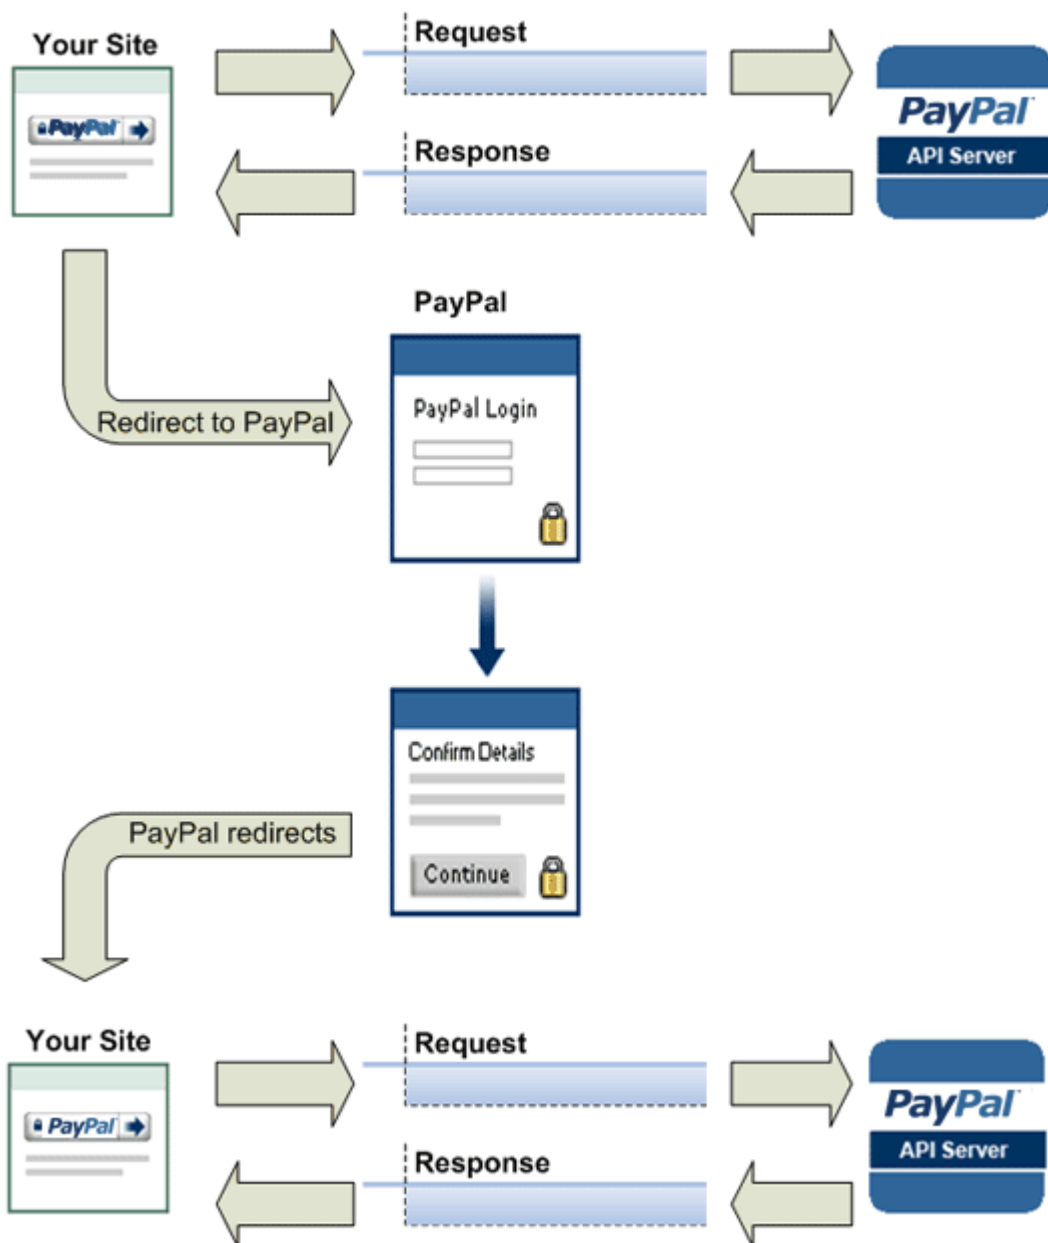 Your Site
Request
PayPal
PayPal
Response
API Server
PayPal
PayPal Login
Redirect to PayPal
Confirm Details
PayPal redirects
Continue
Your Site
Request
PayPal
PayPal
Response
API Server